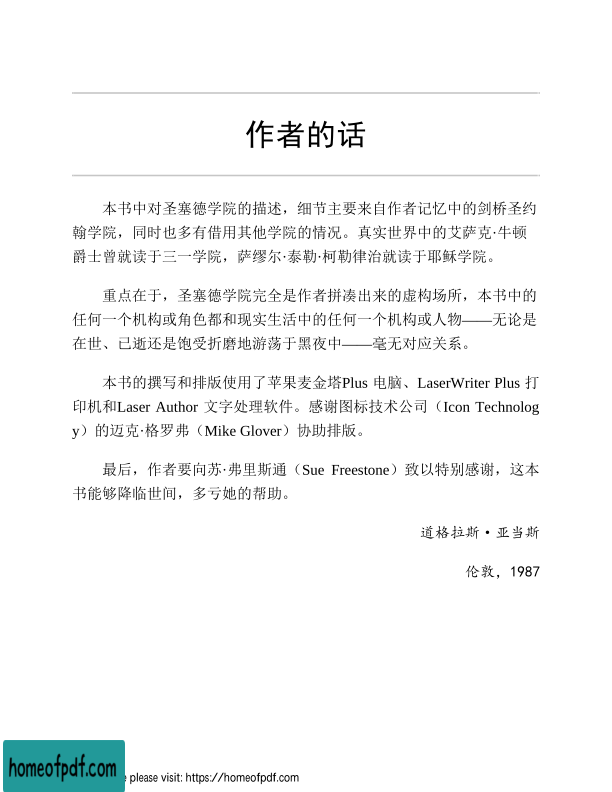 作者的话
本书中对圣塞德学院的描述，细节主要来自作者记忆中的剑桥圣约
翰学院，同时也多有借用其他学院的情况。真实世界中的艾萨克·牛顿
爵士曾就读于三一学院，萨缪尔·泰勒·柯勒律治就读于耶稣学院。
重点在于，圣塞德学院完全是作者拼凑出来的虚构场所，本书中的
任何一个机构或角色都和现实生活中的任何一个机构或人物——无论是
在世、已逝还是饱受折磨地游荡于黑夜中——毫无对应关系。
本书的撰写和排版使用了苹果麦金塔Plus 电脑、LaserWriter Plus 打
印机和Laser Author 文字处理软件。感谢图标技术公司（Icon Technolog
y）的迈克·格罗弗（Mike Glover）协助排版。
最后，作者要向苏·弗里斯通（Sue Freestone）致以特别感谢，这本
书能够降临世间，多亏她的帮助。
道格拉斯·亚当斯
伦敦，1987
homeofpdf.com
e please visit: https://homeofpdf.com